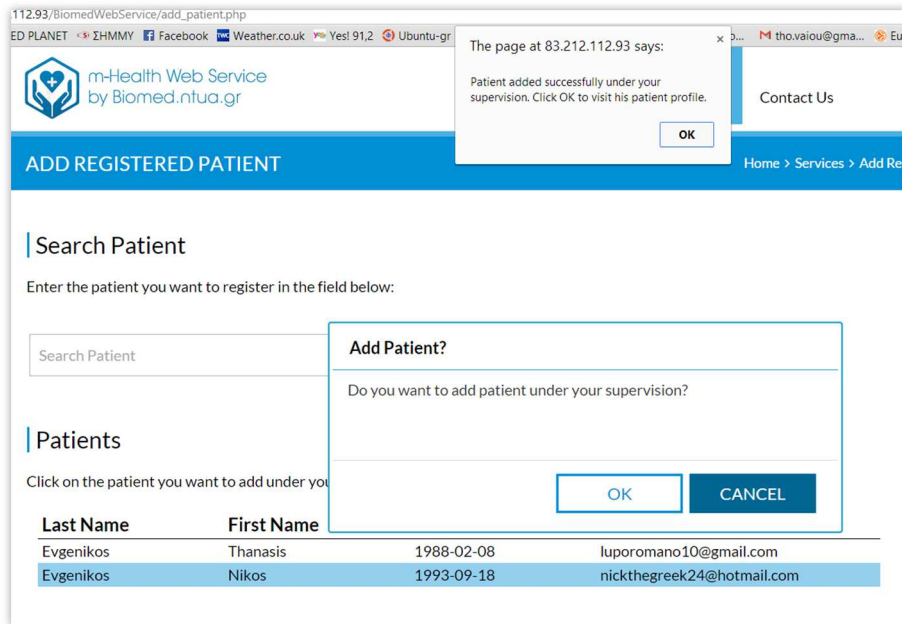 112.93/BiomedWebService/add_patient.php
ED PLANET ΣΗΜΜΥ Facebook Weather.co.uk Yes! 91,2 Ubuntu-gr tho.vaiou@gma... Eu
The page at 83.212.112.93 says:
Patient added successfully under your
supervision. Click OK to visit his patient profile.
OK
m-Health Web Service
by Biomed.ntua.gr
Contact Us
ADD REGISTERED PATIENT
Home > Services > Add Re
Search Patient
Enter the patient you want to register in the field below:
Search Patient
Add Patient?
Do you want to add patient under your supervision?
OK CANCEL
Patients
Click on the patient you want to add under you
Last Name First Name
Evgenikos Thanasis 1988-02-08 luporomano10@gmail.com
Evgenikos Nikos 1993-09-18 nickthegreek24@hotmail.com